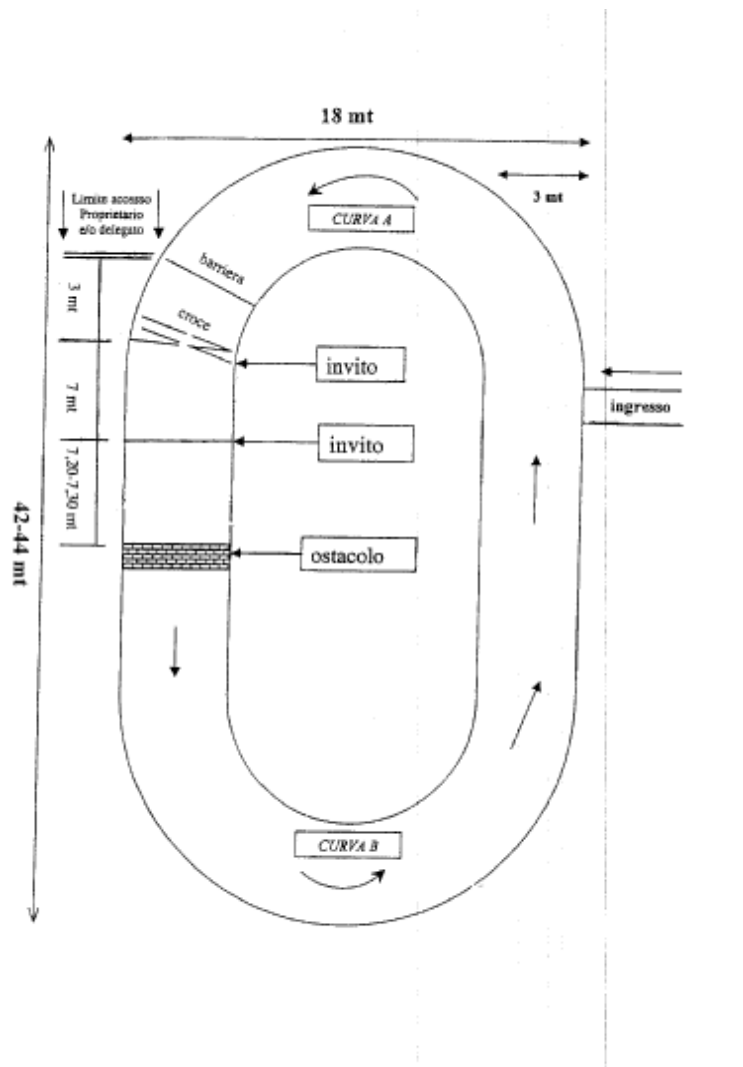 18 mt
3 mt
Limite accesso
Proprietario
e/o delegato
CURVA A
barriera
3 mt
croce
invito
ingresso
7 mt
invito
7,20-7,30 mt
ostacolo
42-44 mt
CURVA B